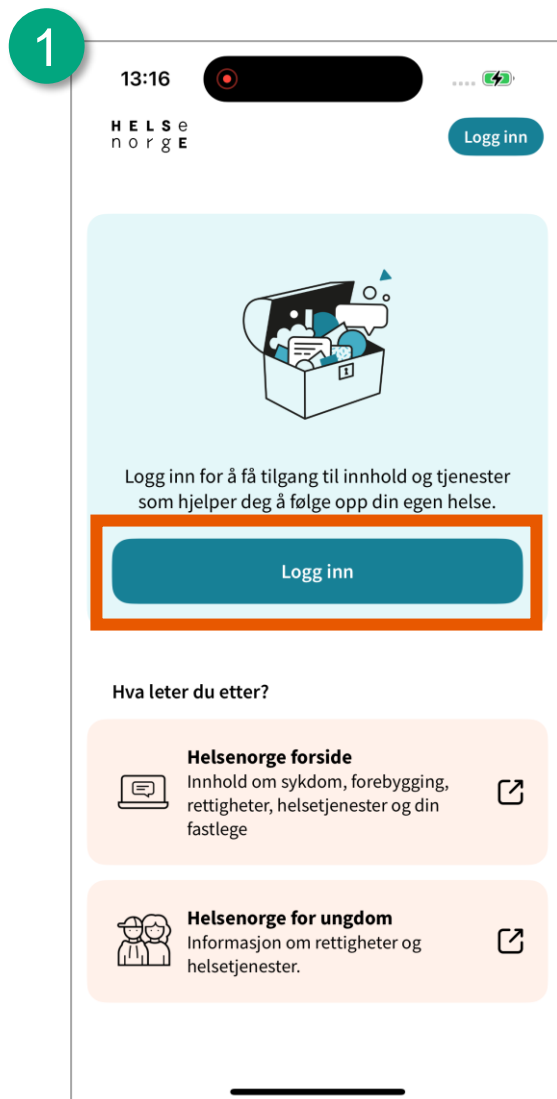 1
13:16
HELSe
norgE
Logg inn
Logg inn for å få tilgang til innhold og tjenester
som hjelper deg å følge opp din egen helse.
Logg inn
Hva leter du etter?
Helsenorge forside
Innhold om sykdom, forebygging,
rettigheter, helsetjenester og din
fastlege
Helsenorge for ungdom
Informasjon om rettigheter og
helsetjenester.